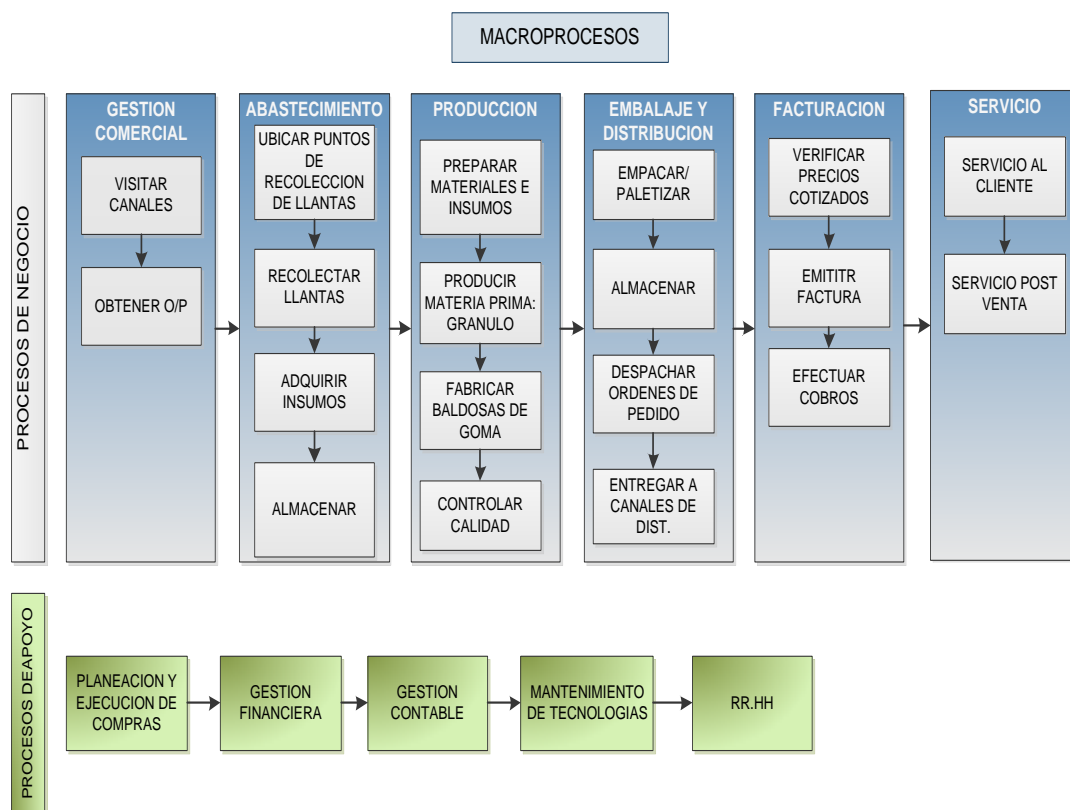 MACROPROCESOS
PROCESOS DE NEGOCIO
GESTION
COMERCIAL
VISITAR
CANALES
OBTENER O/P
ABASTECIMIENTO
UBICAR PUNTOS
DE
RECOLECCION
DE LLANTAS
RECOLECTAR
LLANTAS
ADQUIRIR
INSUMOS
ALMACENAR
PRODUCCION
PREPARAR
MATERIALES E
INSUMOS
PRODUCIR
MATERIA PRIMA:
GRANULO
FABRICAR
BALDOSAS DE
GOMA
CONTROLAR
CALIDAD
EMBALAJE Y
DISTRIBUCION
EMPACAR/
PALETIZAR
ALMACENAR
DESPACHAR
ORDENES DE
PEDIDO
ENTREGAR A
CANALES DE
DIST.
FACTURACION
VERIFICAR
PRECIOS
COTIZADOS
EMITITR
FACTURA
EFECTUAR
COBROS
SERVICIO
SERVICIO AL
CLIENTE
SERVICIO POST
VENTA
PROCESOS DEAPOYO
PLANEACION Y
EJECUCION DE
COMPRAS
GESTION
FINANCIERA
GESTION
CONTABLE
MANTENIMIENTO
DE TECNOLOGIAS
RR.HH